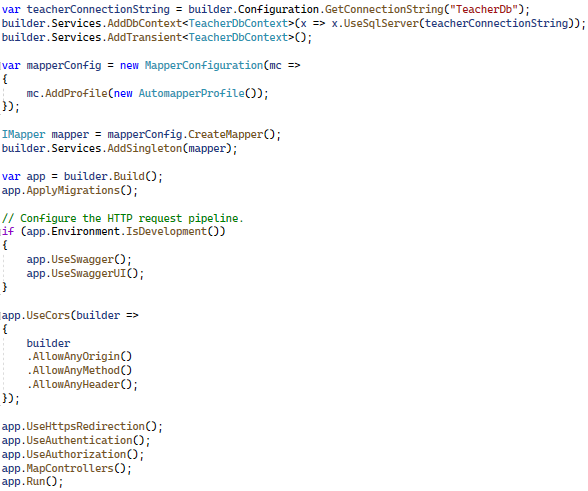 var teacherConnectionString = builder.Configuration.GetConnectionString("TeacherDb");
builder.Services.AddDbContext<TeacherDbContext>(x => x.UseSqlServer(teacherConnectionString));
builder.Services.AddTransient<TeacherDbContext>();

var mapperConfig = new MapperConfiguration(mc =>
{
    mc.AddProfile(new AutomapperProfile());
});

IMapper mapper = mapperConfig.CreateMapper();
builder.Services.AddSingleton(mapper);

var app = builder.Build();
app.ApplyMigrations();

// Configure the HTTP request pipeline.
if (app.Environment.IsDevelopment())
{
    app.UseSwagger();
    app.UseSwaggerUI();
}

app.UseCors(builder =>
{
    builder
    .AllowAnyOrigin()
    .AllowAnyMethod()
    .AllowAnyHeader();
});

app.UseHttpsRedirection();
app.UseAuthentication();
app.UseAuthorization();
app.MapControllers();
app.Run();